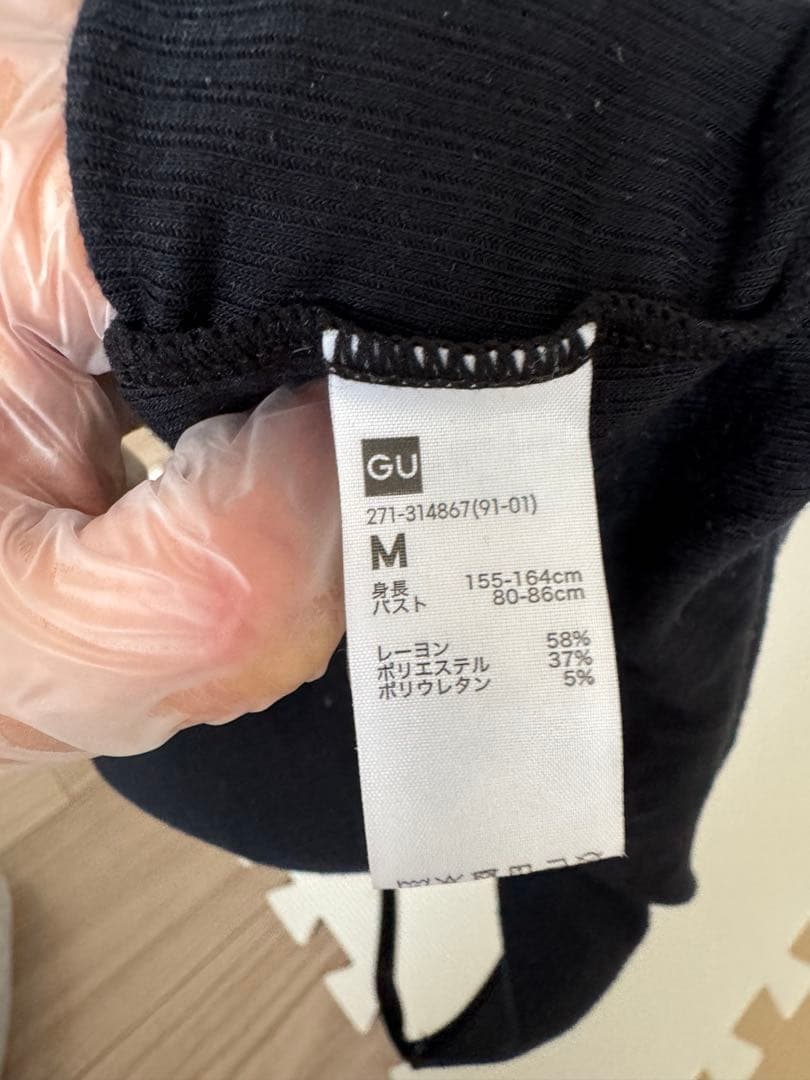 GU
271-314867(91-01)
M
身長 155-164cm
バスト 80-86cm
レーヨン 58%
ポリエステル 37%
ポリウレタン 5%